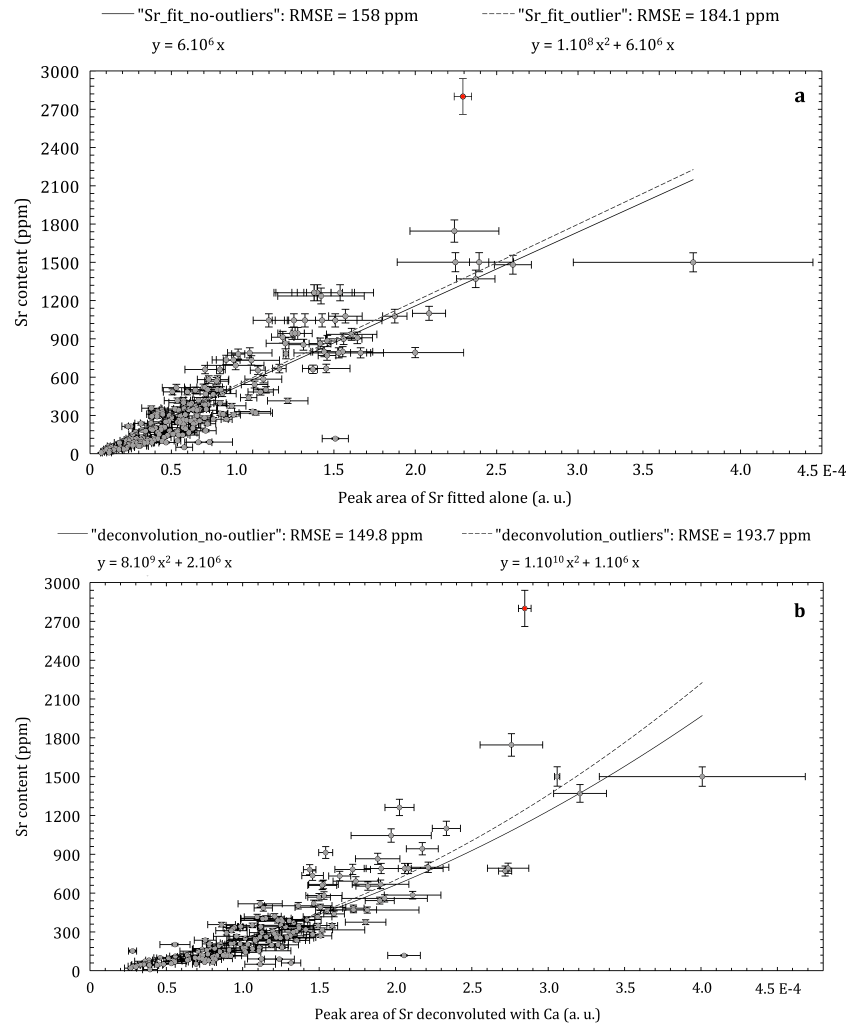 "Sr_fit_no-outliers": RMSE = 158 ppm "Sr_fit_outlier": RMSE = 184.1 ppm
y = 6.10⁶ x y = 1.10⁸ x² + 6.10⁶ x
a
3000
2700
2400
2100
1800
1500
1200
900
600
300
0
Sr content (ppm)
0 0.5 1.0 1.5 2.0 2.5 3.0 3.5 4.0 4.5 E-4
Peak area of Sr fitted alone (a. u.)
"deconvolution_no-outlier": RMSE = 149.8 ppm "deconvolution_outliers": RMSE = 193.7 ppm
y = 8.10⁹ x² + 2.10⁶ x y = 1.10¹⁰ x² + 1.10⁶ x
b
3000
2700
2400
2100
1800
1500
1200
900
600
300
0
Sr content (ppm)
0 0.5 1.0 1.5 2.0 2.5 3.0 3.5 4.0 4.5 E-4
Peak area of Sr deconvoluted with Ca (a. u.)